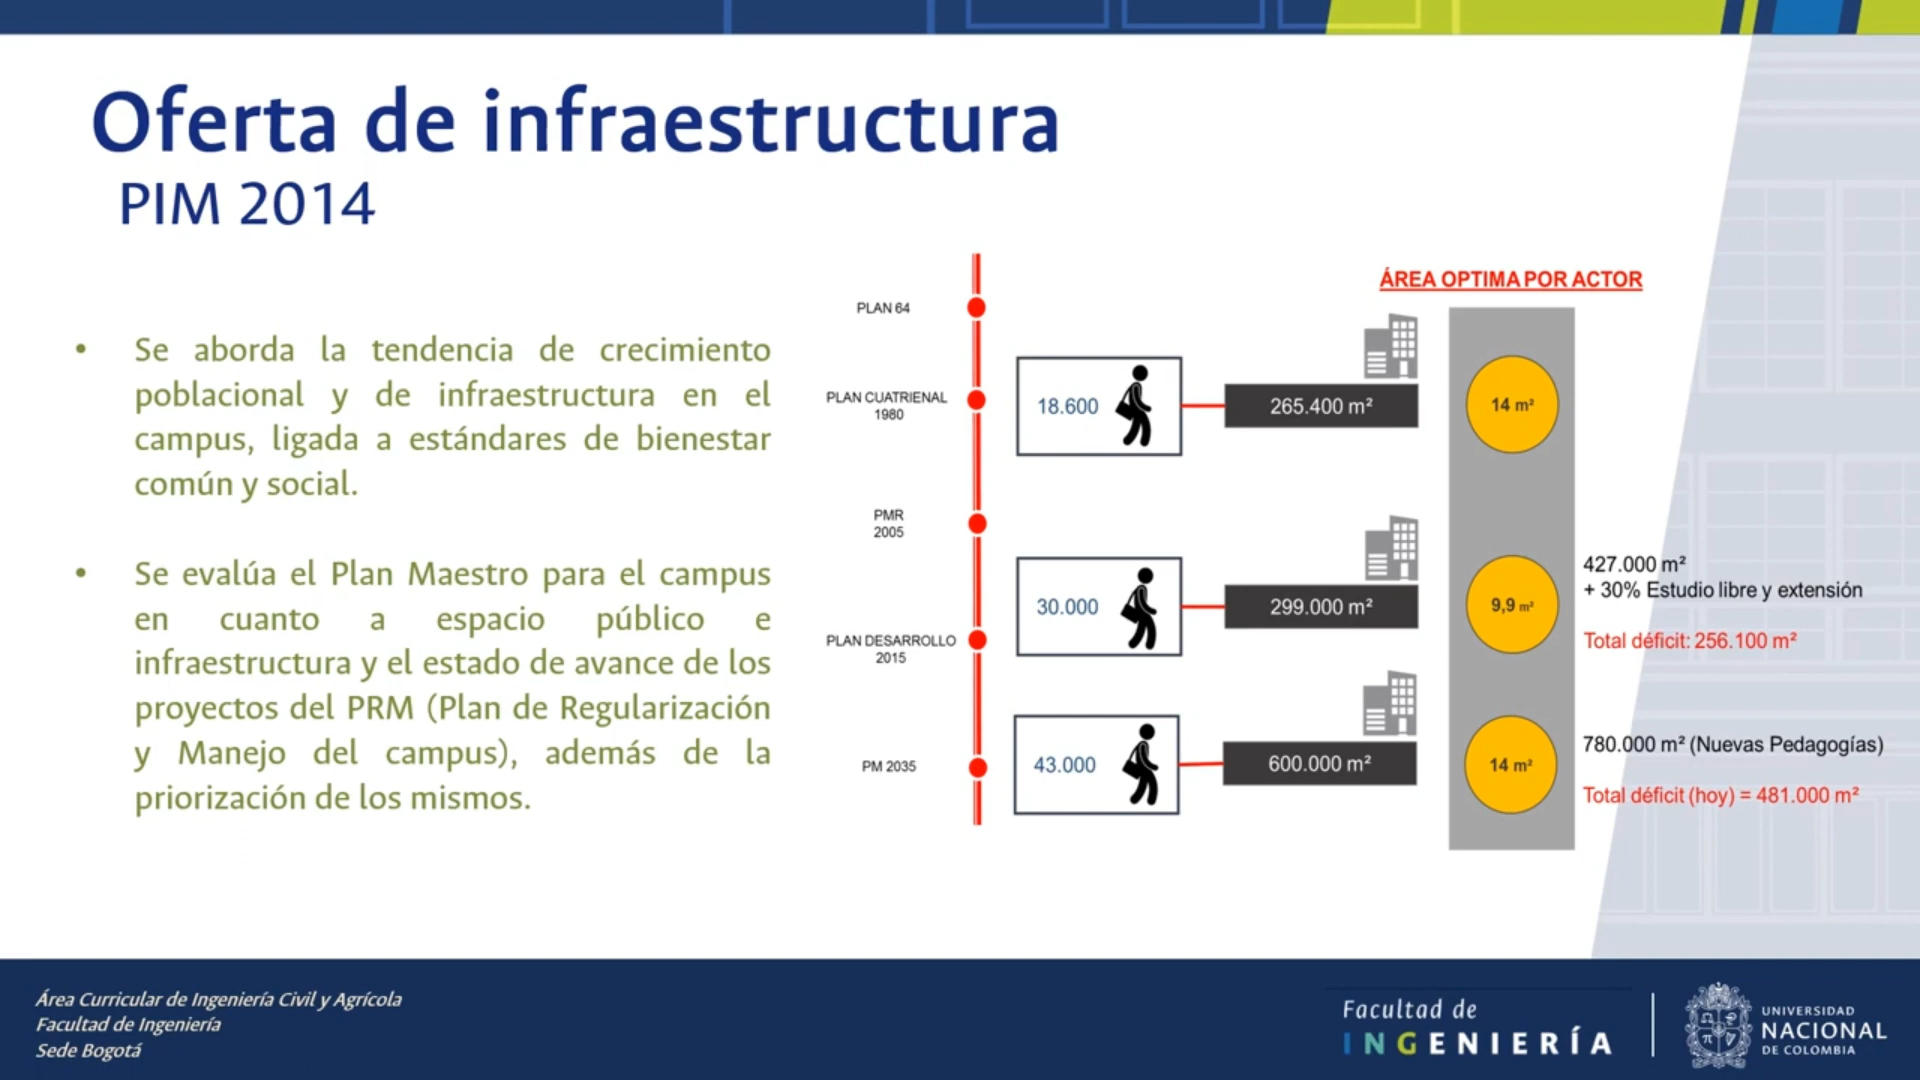 Oferta de infraestructura
PIM 2014
• Se aborda la tendencia de crecimiento
poblacional y de infraestructura en el
campus, ligada a estándares de bienestar
común y social.
• Se evalúa el Plan Maestro para el campus
en cuanto a espacio público e
infraestructura y el estado de avance de los
proyectos del PRM (Plan de Regularización
y Manejo del campus), además de la
priorización de los mismos.
ÁREA OPTIMA POR ACTOR
PLAN 64
PLAN CUATRIENAL
1980
18.600
265.400 m²
14 m²
PMR
2005
30.000
299.000 m²
9,9 m²
427.000 m²
+ 30% Estudio libre y extensión
Total déficit: 256.100 m²
PLAN DESARROLLO
2015
PM 2035
43.000
600.000 m²
14 m²
780.000 m² (Nuevas Pedagogías)
Total déficit (hoy) = 481.000 m²
Área Curricular de Ingeniería Civil y Agrícola
Facultad de Ingeniería
Sede Bogotá
Facultad de
INGENIERÍA
UNIVERSIDAD
NACIONAL
DE COLOMBIA